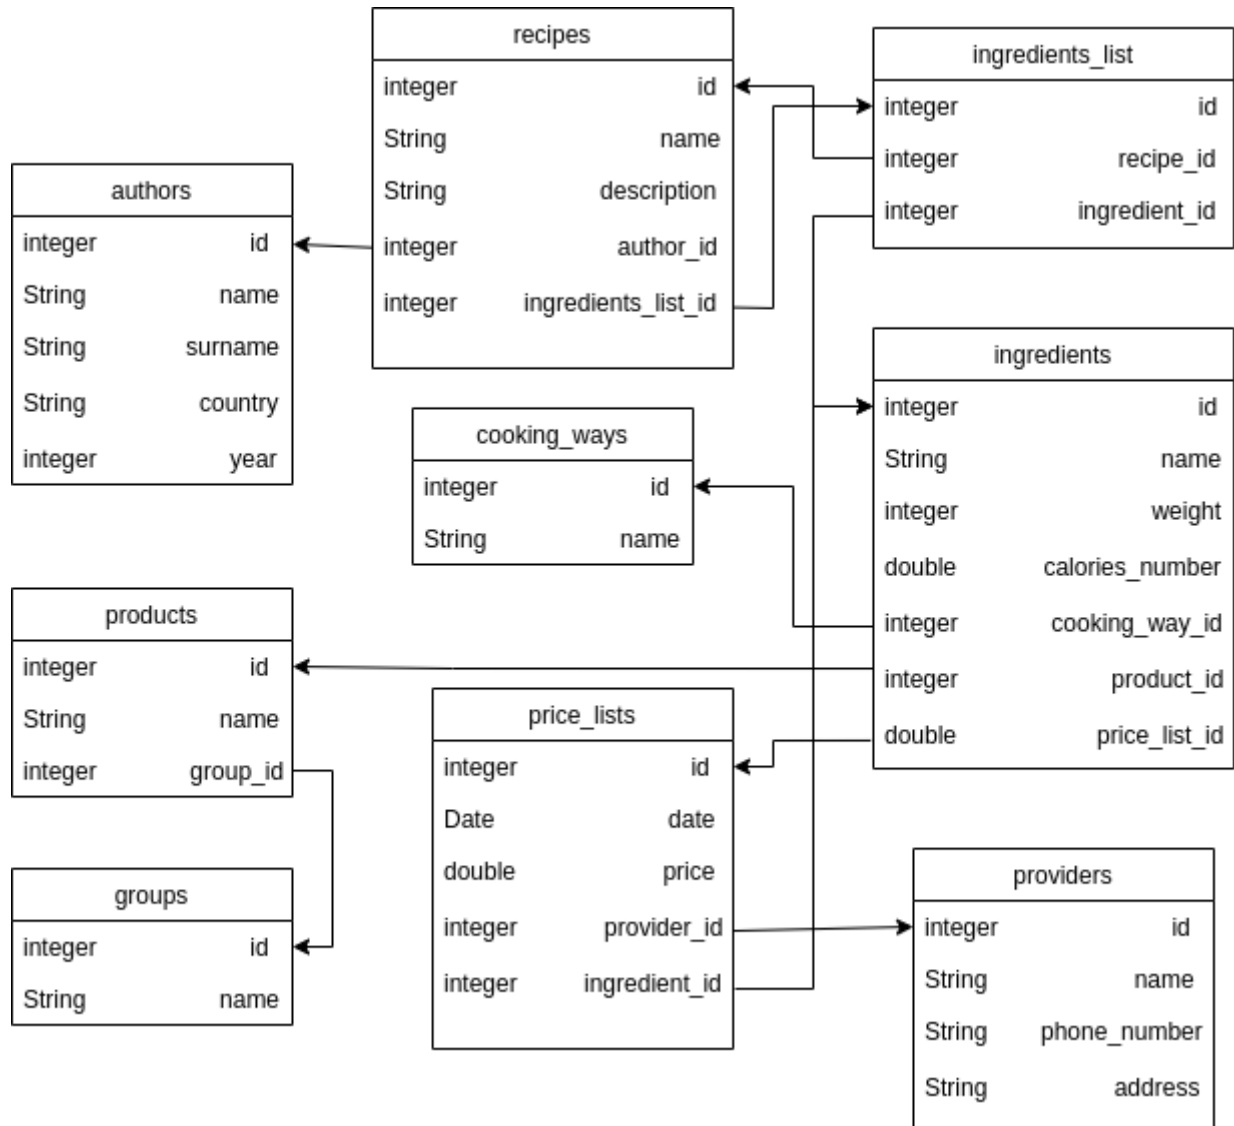 recipes
integer id
String name
String description
integer author_id
integer ingredients_list_id
ingredients_list
integer id
integer recipe_id
integer ingredient_id
authors
integer id
String name
String surname
String country
integer year
ingredients
integer id
String name
integer weight
double calories_number
integer cooking_way_id
integer product_id
double price_list_id
cooking_ways
integer id
String name
products
integer id
String name
integer group_id
price_lists
integer id
Date date
double price
integer provider_id
integer ingredient_id
groups
integer id
String name
providers
integer id
String name
String phone_number
String address